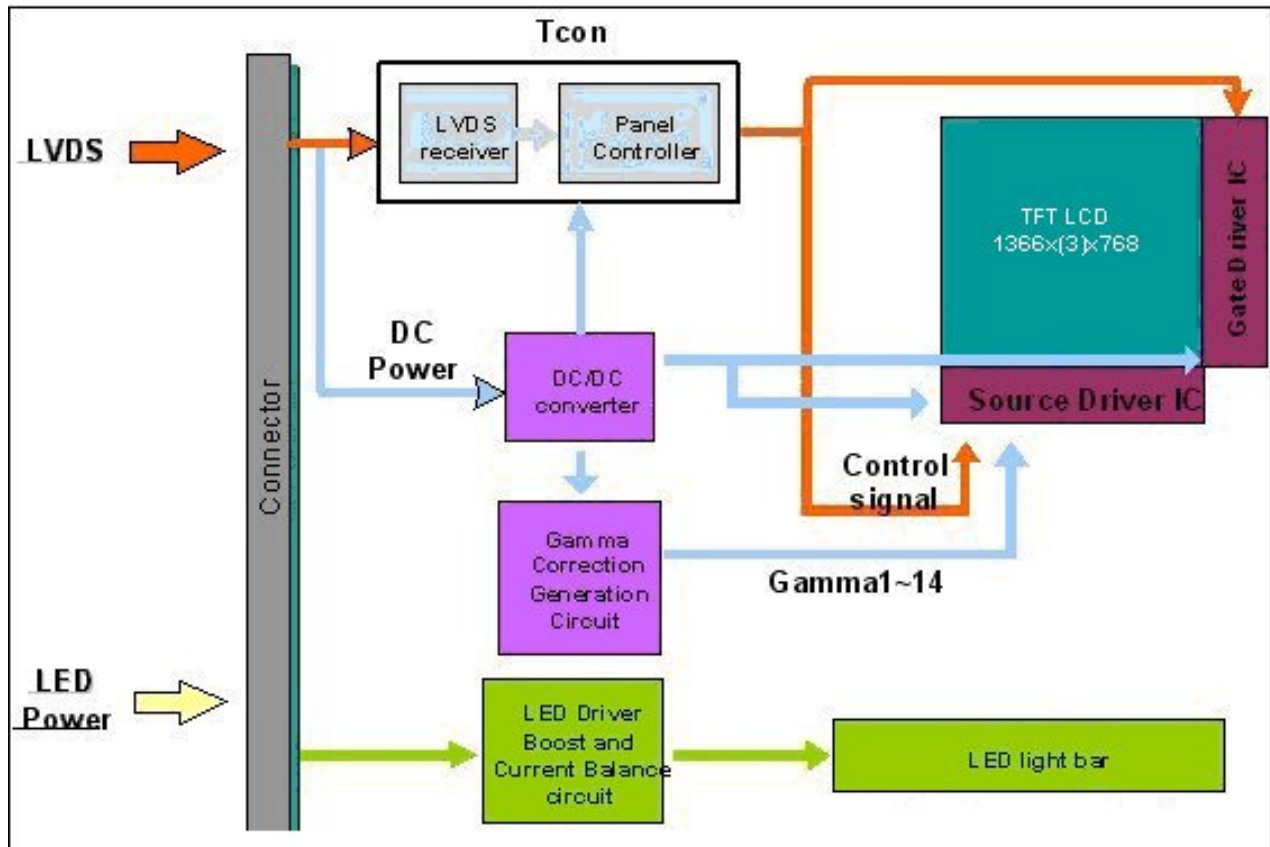 Tcon
LVDS
receiver
Panel
Controller
LVDS
TFT LCD
1366x(3)x768
Gate Driver IC
DC
Power
DC/DC
converter
Source Driver IC
Connector
Control
signal
Gamma
Correction
Generation
Circuit
Gamma1~14
LED
Power
LED Driver
Boost and
Current Balance
circuit
LED light bar